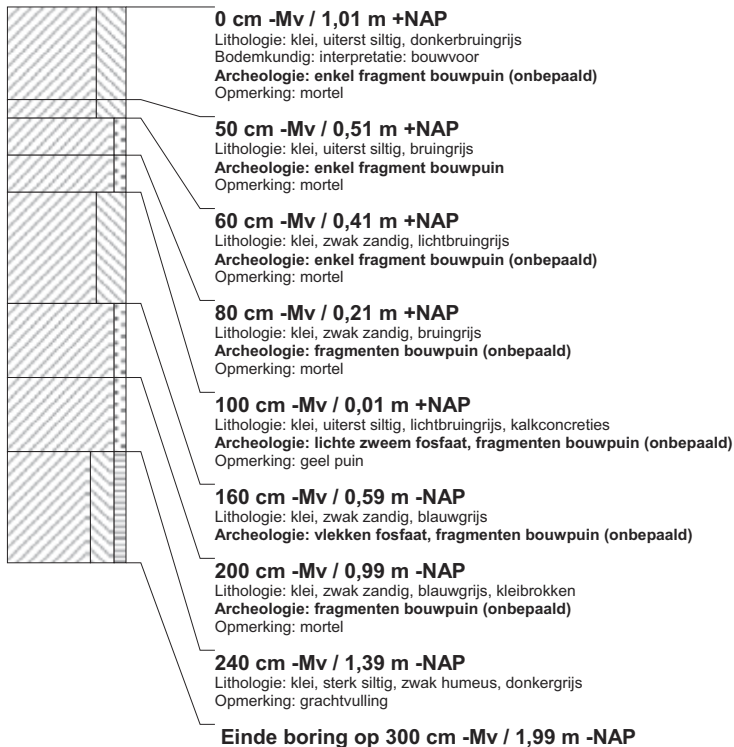 0 cm -Mv / 1,01 m +NAP
Lithologie: klei, uiterst siltig, donkerbruingrijs
Bodemkundig: interpretatie: bouwvoor
Archeologie: enkel fragment bouwpuin (onbepaald)
Opmerking: mortel
50 cm -Mv / 0,51 m +NAP
Lithologie: klei, uiterst siltig, bruingrijs
Archeologie: enkel fragment bouwpuin
Opmerking: mortel
60 cm -Mv / 0,41 m +NAP
Lithologie: klei, zwak zandig, lichtbruingrijs
Archeologie: enkel fragment bouwpuin (onbepaald)
Opmerking: mortel
80 cm -Mv / 0,21 m +NAP
Lithologie: klei, zwak zandig, bruingrijs
Archeologie: fragmenten bouwpuin (onbepaald)
Opmerking: mortel
100 cm -Mv / 0,01 m +NAP
Lithologie: klei, uiterst siltig, lichtbruingrijs, kalkconcreties
Archeologie: lichte zweem fosfaat, fragmenten bouwpuin (onbepaald)
Opmerking: geel puin
160 cm -Mv / 0,59 m -NAP
Lithologie: klei, zwak zandig, blauwgrijs
Archeologie: vlekken fosfaat, fragmenten bouwpuin (onbepaald)
200 cm -Mv / 0,99 m -NAP
Lithologie: klei, zwak zandig, blauwgrijs, kleibrokken
Archeologie: fragmenten bouwpuin (onbepaald)
Opmerking: mortel
240 cm -Mv / 1,39 m -NAP
Lithologie: klei, sterk siltig, zwak humeus, donkergrijs
Opmerking: grachtvulling
Einde boring op 300 cm -Mv / 1,99 m -NAP